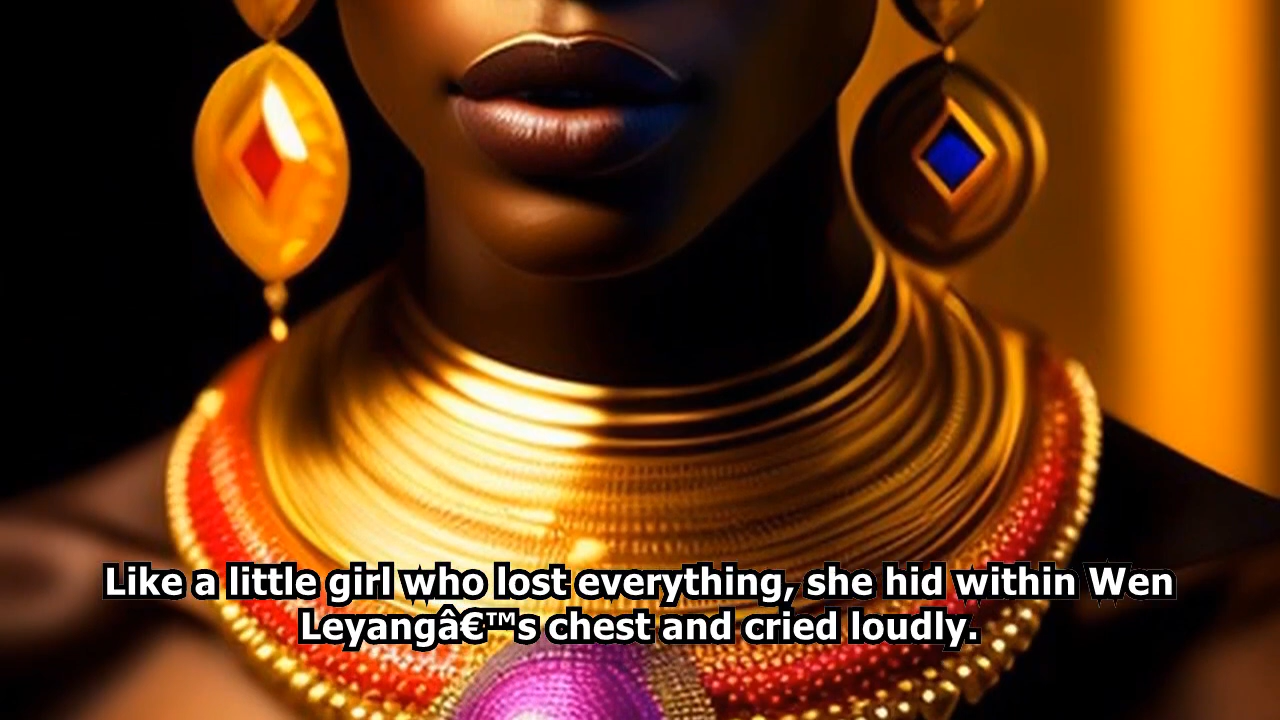 Like a little girl who lost everything, she hid within Wen
Leyangâ€™s chest and cried loudly.